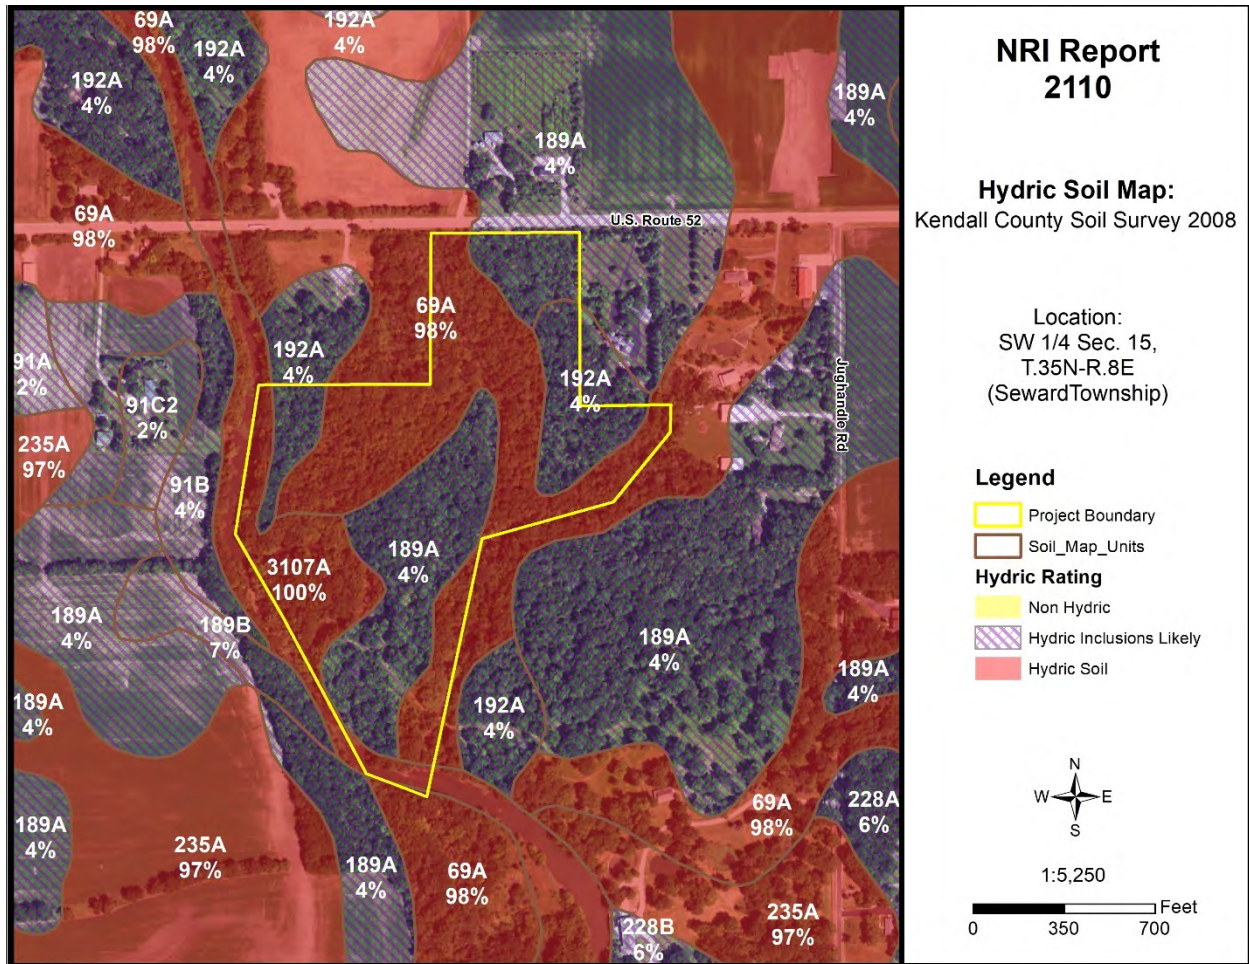 69A
98%
192A
4%
192A
4%
192A
4%
189A
4%
189A
4%
69A
98%
U.S. Route 52
69A
98%
192A
4%
91A
2%
192A
4%
91C2
2%
Jughandle Rd
3
235A
97%
91B
4%
189A
4%
3107A
100%
189A
4%
189B
7%
189A
4%
189A
4%
192A
4%
189A
4%
69A
98%
228A
6%
189A
4%
235A
97%
189A
4%
69A
98%
228B
6%
235A
97%
NRI Report
2110
Hydric Soil Map:
Kendall County Soil Survey 2008
Location:
SW 1/4 Sec. 15,
T.35N-R.8E
(SewardTownship)
Legend
Project Boundary
Soil_Map_Units
Hydric Rating
Non Hydric
Hydric Inclusions Likely
Hydric Soil
N
W E
S
1:5,250
Feet
0 350 700